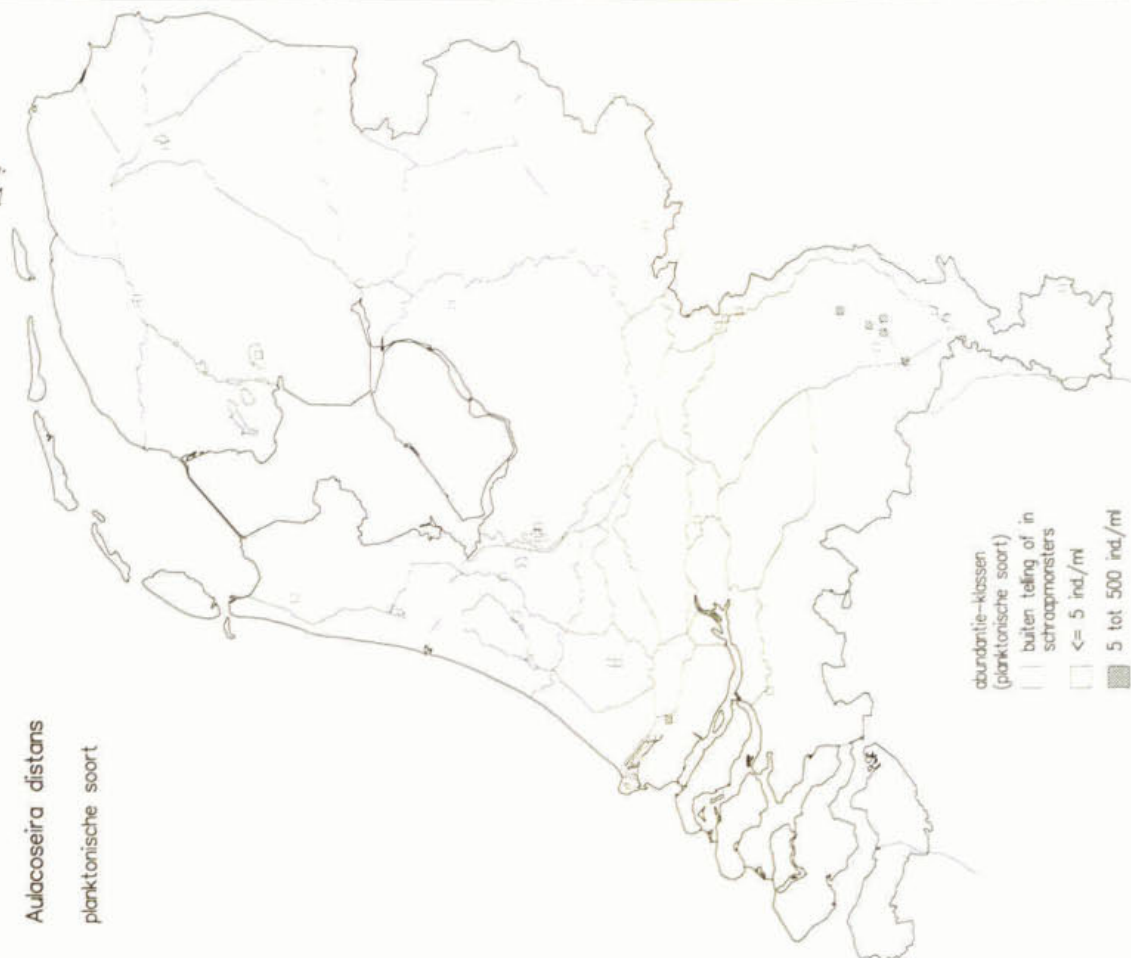 Aulacoseira distans
planktonische soort
abundantie-klassen
(planktonische soort)
buiten telling of in
schraapmonsters
<= 5 ind./ml
5 tot 500 ind./ml